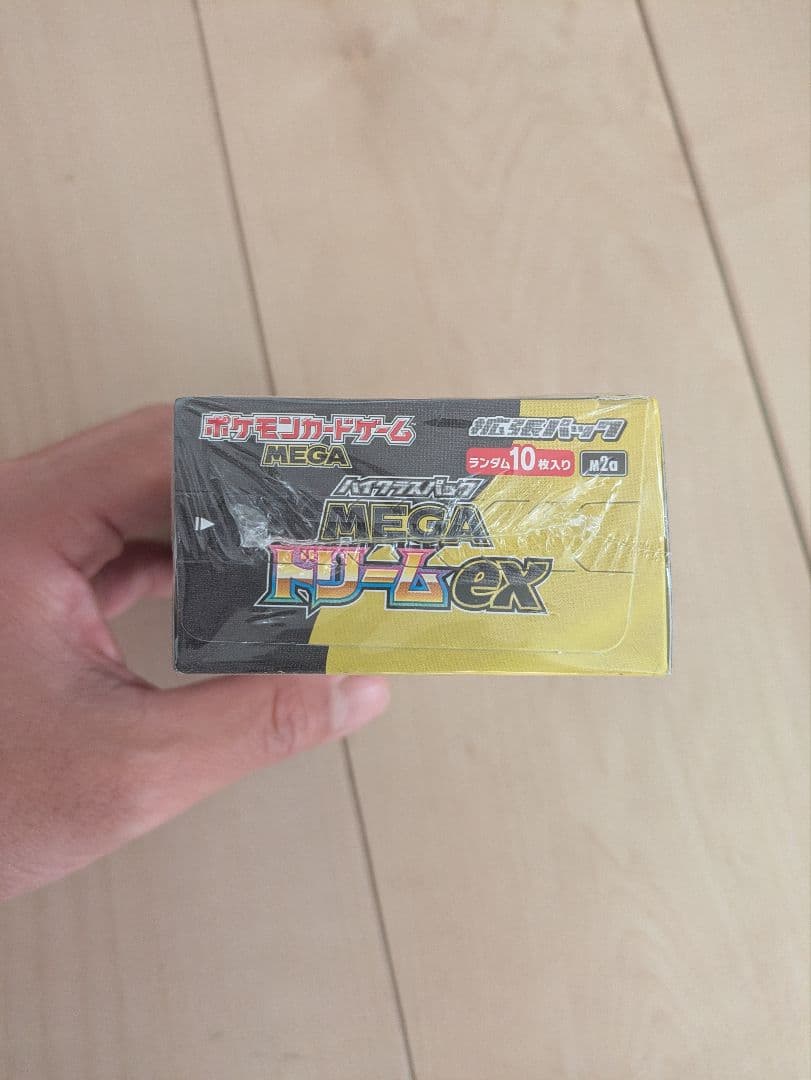 ポケモンカードゲーム
MEGA
拡張パック
ランダム10枚入り
M2a
ハイクラスパック
MEGA
ドリームex